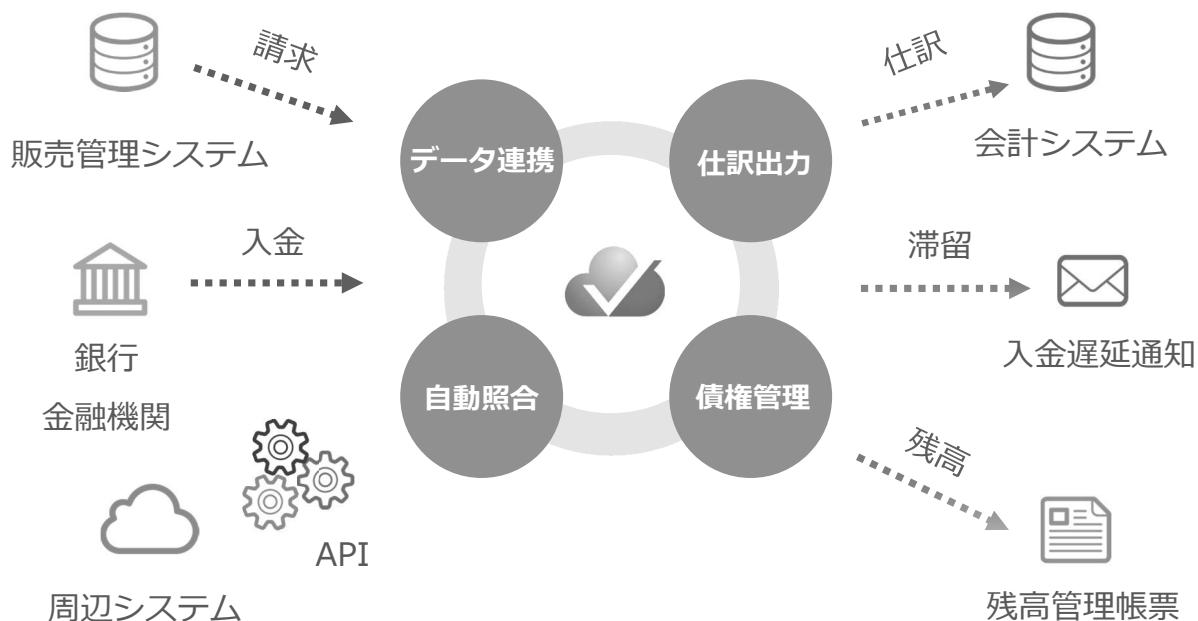 請求
販売管理システム
入金
銀行
金融機関
API
周辺システム
データ連携
仕訳出力
自動照合
債権管理
仕訳
会計システム
滞留
入金遅延通知
残高
残高管理帳票